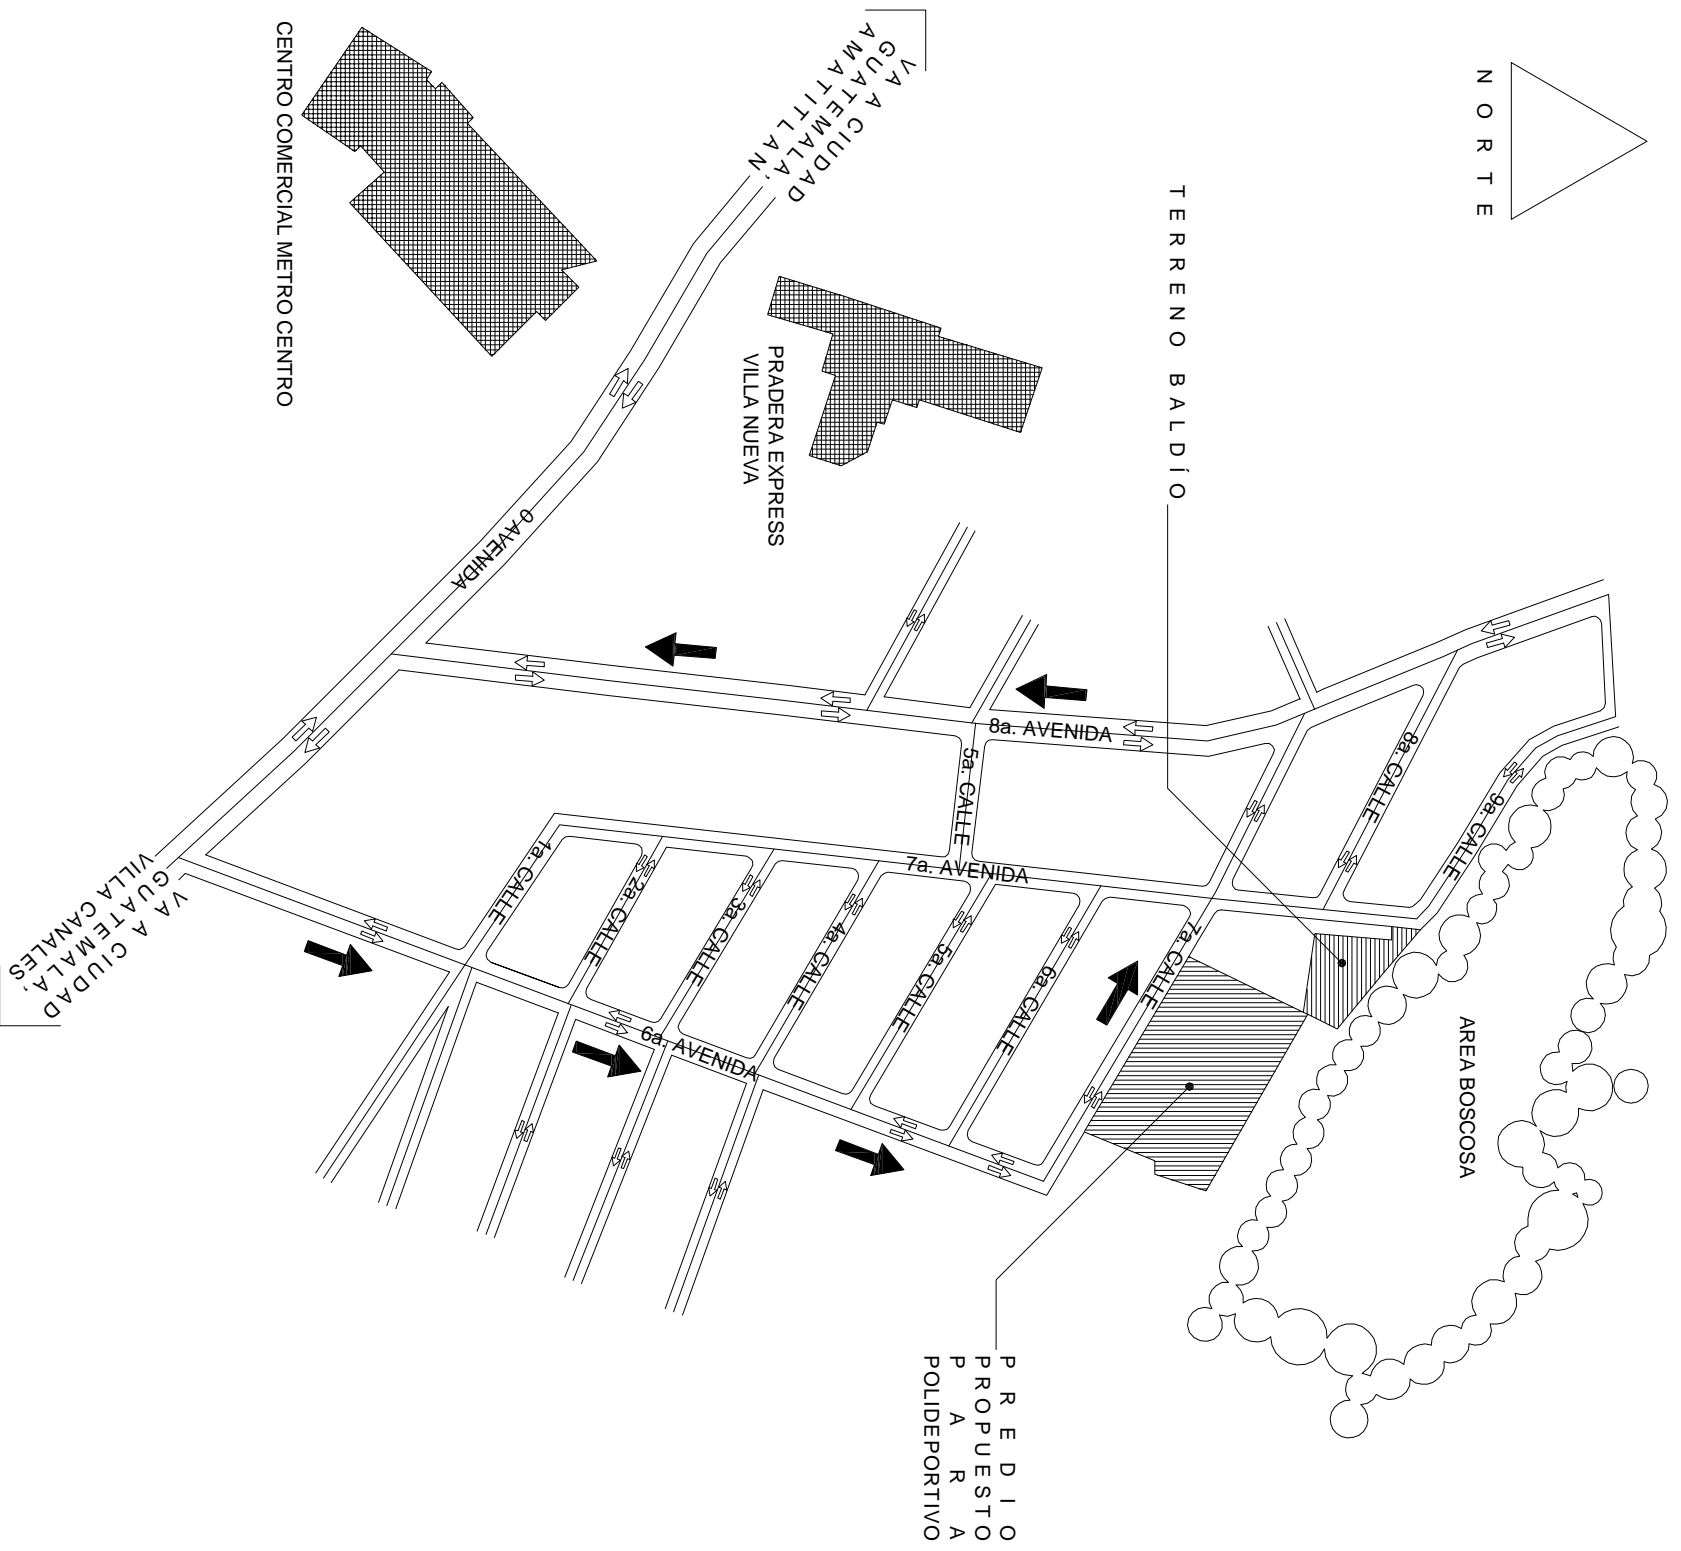 NORTE
TERRENO BALDÍO
VA A CIUDAD
GUATEMALA,
AMATITLAN
CENTRO COMERCIAL METRO CENTRO
PRADERA EXPRESS
VILLA NUEVA
0 AVENIDA
8a. AVENIDA
5a. CALLE
7a. AVENIDA
8a. CALLE
9a. CALLE
1a. CALLE
2a. CALLE
3a. CALLE
4a. CALLE
5a. CALLE
6a. CALLE
7a. CALLE
6a. AVENIDA
AREA BOSCOSA
VA A CIUDAD
GUATEMALA,
VILLA CANALES
PREDIO
PROPUESTO
PARA
POLIDEPORTIVO